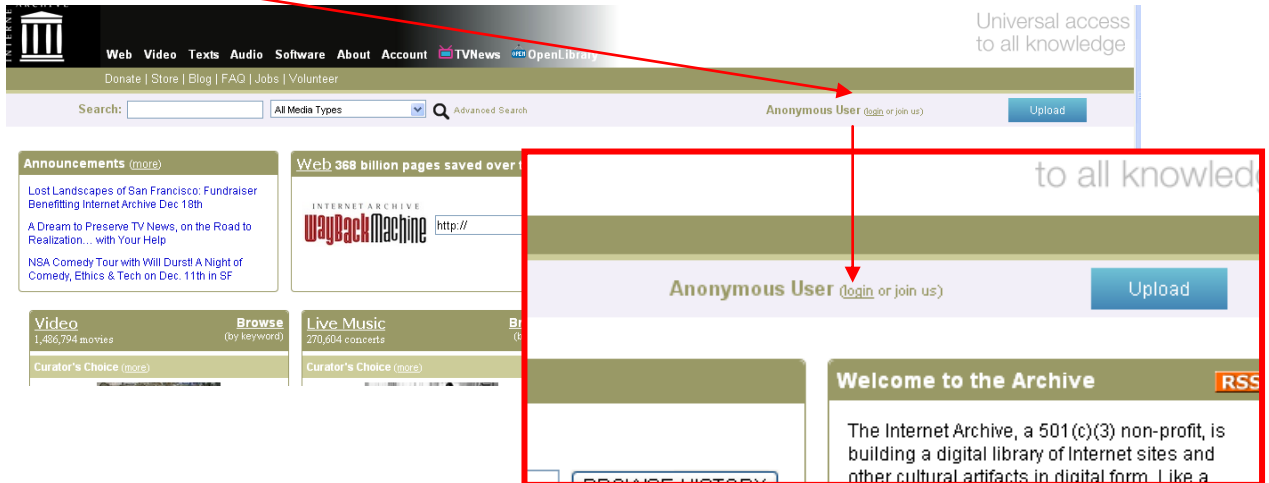 INTERNET ARCHIVE
Universal access
to all knowledge
Web Video Texts Audio Software About Account TVNews OPEN OpenLibrary
Donate | Store | Blog | FAQ | Jobs | Volunteer
Search: All Media Types Advanced Search Anonymous User (login or join us) Upload
Announcements (more)
Lost Landscapes of San Francisco: Fundraiser
Benefitting Internet Archive Dec 18th
A Dream to Preserve TV News, on the Road to
Realization... with Your Help
NSA Comedy Tour with Will Durst! A Night of
Comedy, Ethics & Tech on Dec. 11th in SF
Web 368 billion pages saved over
INTERNET ARCHIVE
WayBackMachine http://
Video Browse
1,486,794 movies (by keyword)
Curator's Choice (more)
Live Music
270,604 concerts
Curator's Choice (more)
to all knowled
Anonymous User (login or join us) Upload
BROWSE HISTORY
Welcome to the Archive RSS
The Internet Archive, a 501(c)(3) non-profit, is
building a digital library of Internet sites and
other cultural artifacts in digital form. Like a